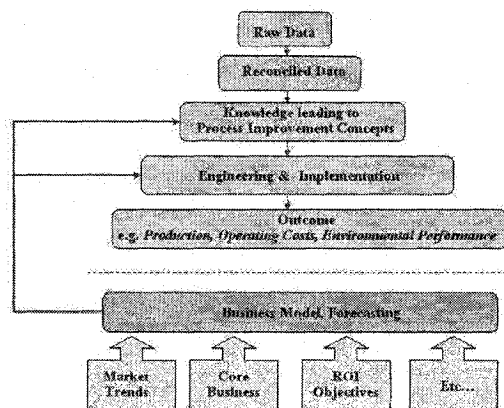 Raw Data
Reconciled Data
Knowledge leading to
Process Improvement Concepts
Engineering & Implementation
Outcome
e.g. Production, Operating Costs, Environmental Performance
Business Model, Forecasting
Market
Trends
Core
Business
ROI
Objectives
Etc...